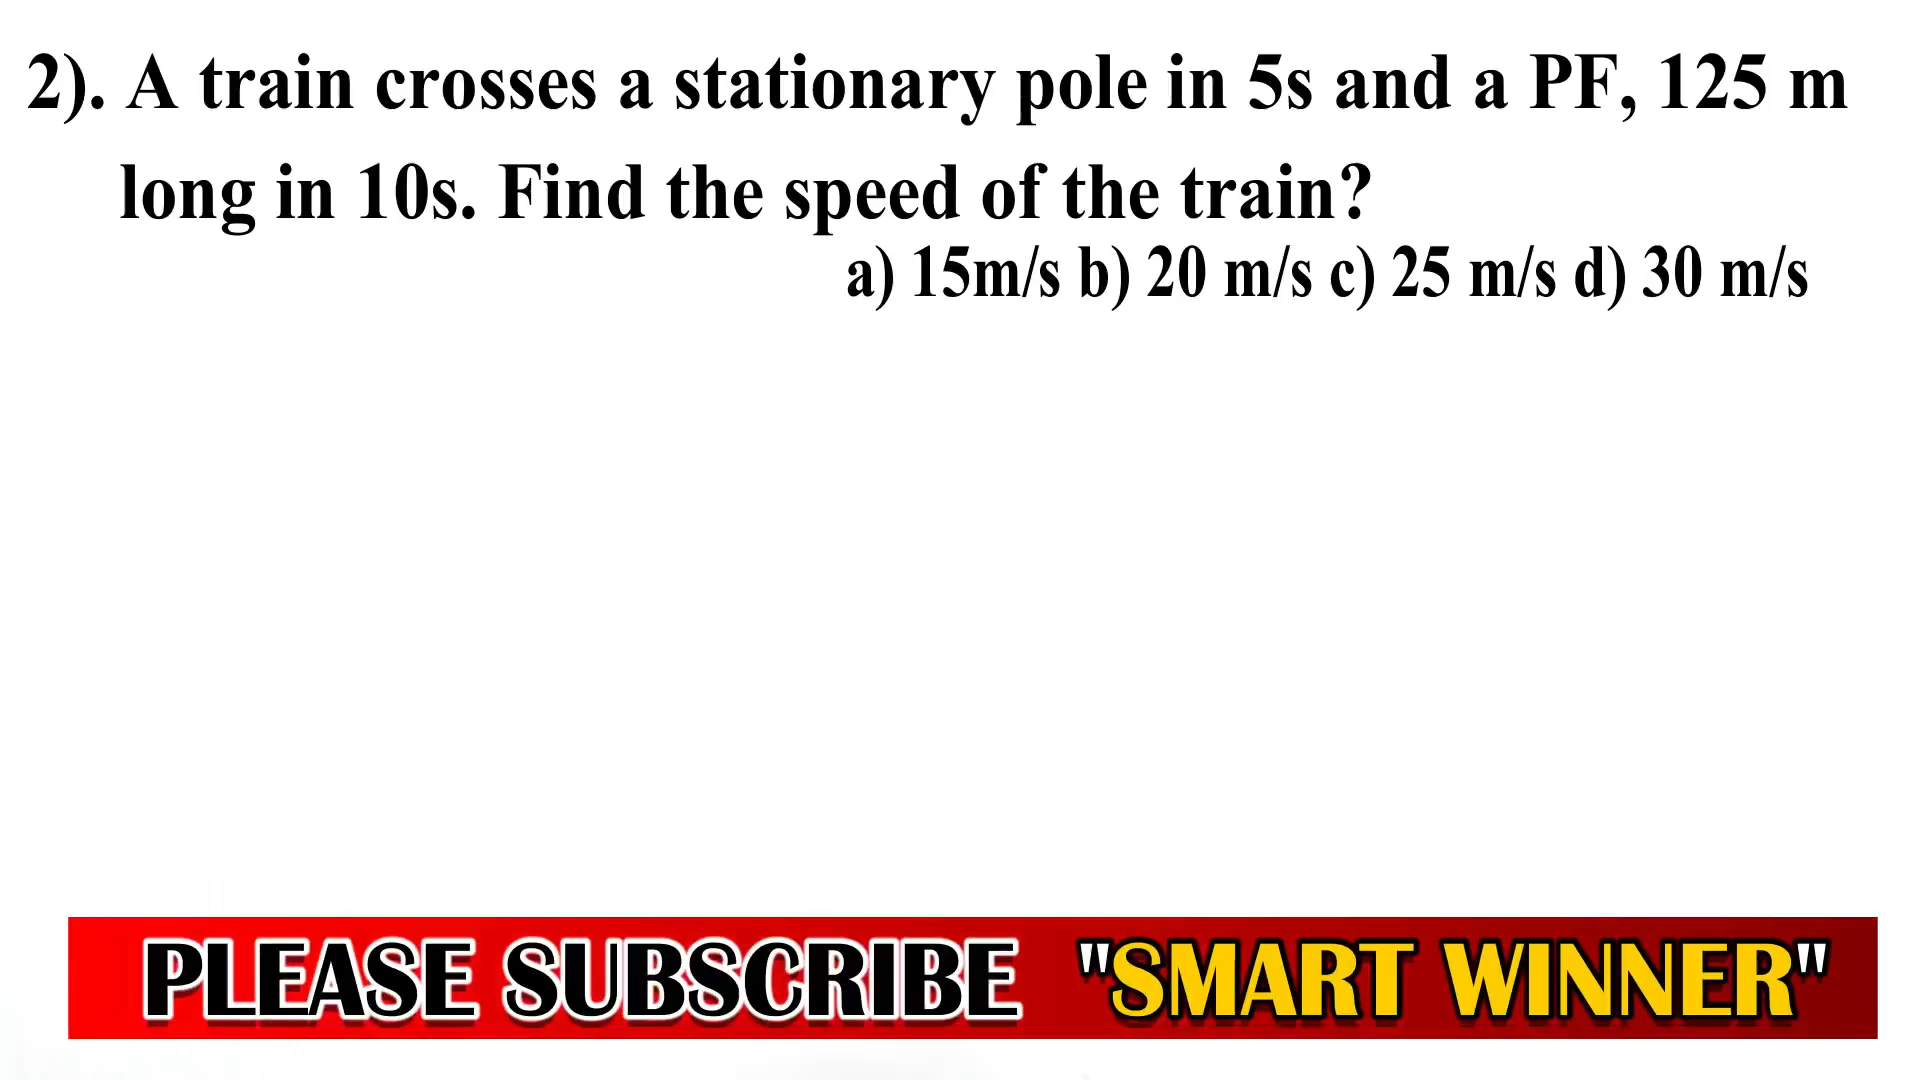 2). A train crosses a stationary pole in 5s and a PF, 125 m
long in 10s. Find the speed of the train?
a) 15m/s b) 20 m/s c) 25 m/s d) 30 m/s
PLEASE SUBSCRIBE "SMART WINNER"